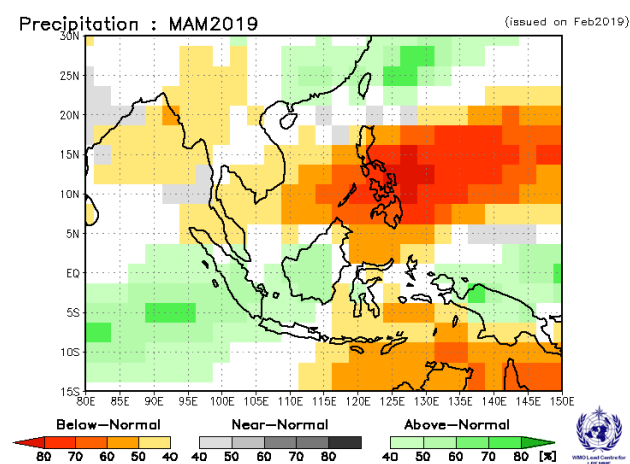 Precipitation : MAM2019
(issued on Feb2019)
30N
25N
20N
15N
10N
5N
EQ
5S
10S
15S
80E 85E 90E 95E 100E 105E 110E 115E 120E 125E 130E 135E 140E 145E 150E
Below−Normal Near−Normal Above−Normal
80 70 60 50 40 40 50 60 70 80 40 50 60 70 80 [%]
WMO Lead Centre for